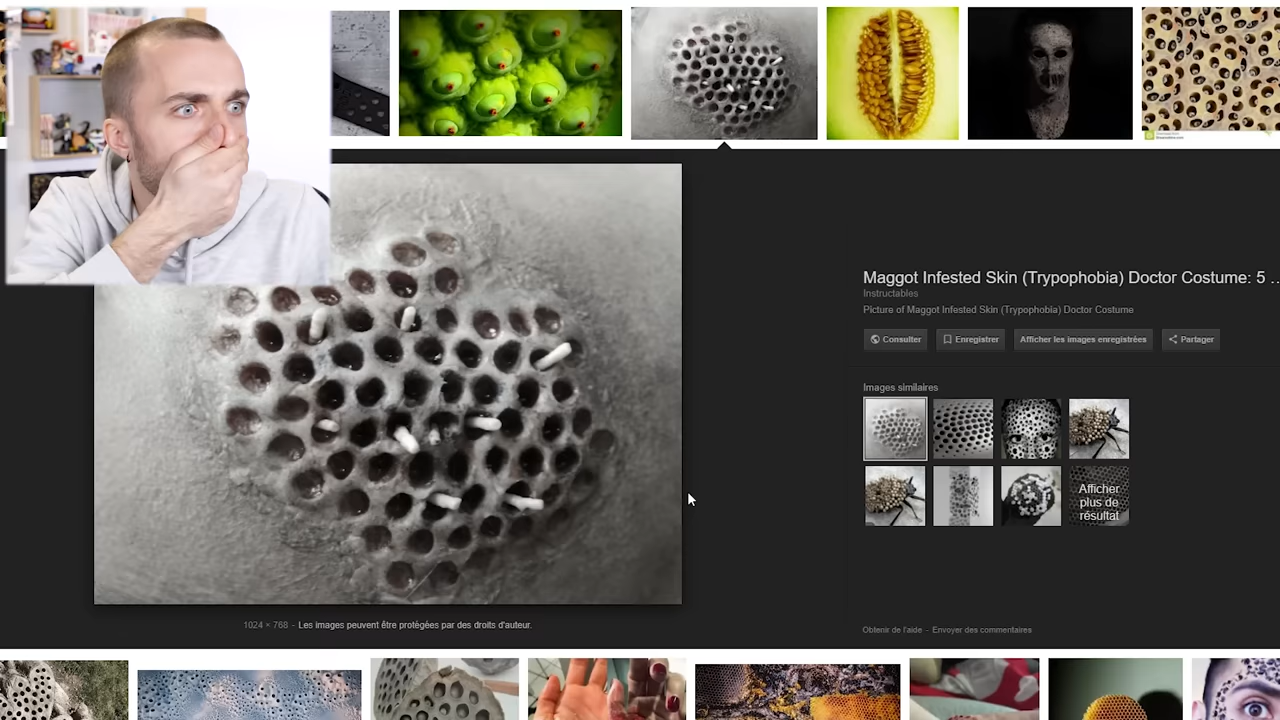 Maggot Infested Skin (Trypophobia) Doctor Costume: 5 ...
Instructables
Picture of Maggot Infested Skin (Trypophobia) Doctor Costume
Consulter
Enregistrer
Afficher les images enregistrées
Partager
Images similaires
Afficher
plus de
résultat
1024 × 768 - Les images peuvent être protégées par des droits d'auteur.
Obtenir de l'aide - Envoyer des commentaires